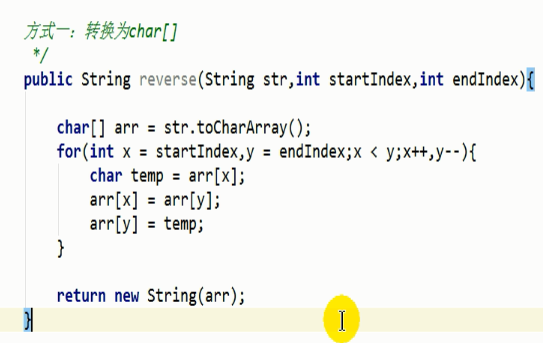 方式一：转换为char[]
*/
public String reverse(String str,int startIndex,int endIndex){
char[] arr = str.toCharArray();
for(int x = startIndex,y = endIndex;x < y;x++,y--){
char temp = arr[x];
arr[x] = arr[y];
arr[y] = temp;
}
return new String(arr);
}